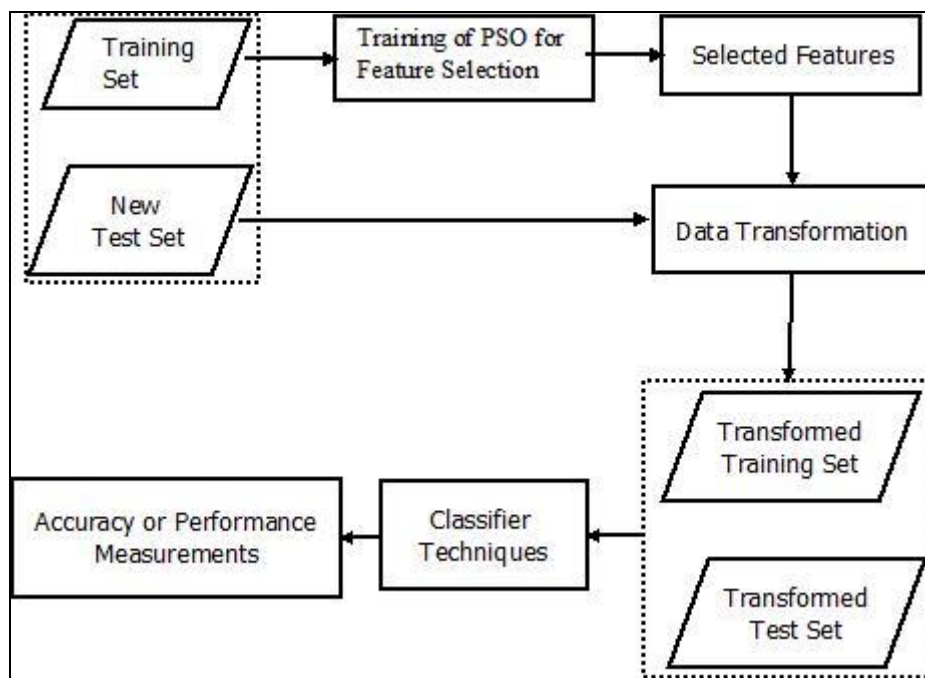 Training
Set
Training of PSO for
Feature Selection
Selected Features
New
Test Set
Data Transformation
Transformed
Training Set
Accuracy or Performance
Measurements
Classifier
Techniques
Transformed
Test Set